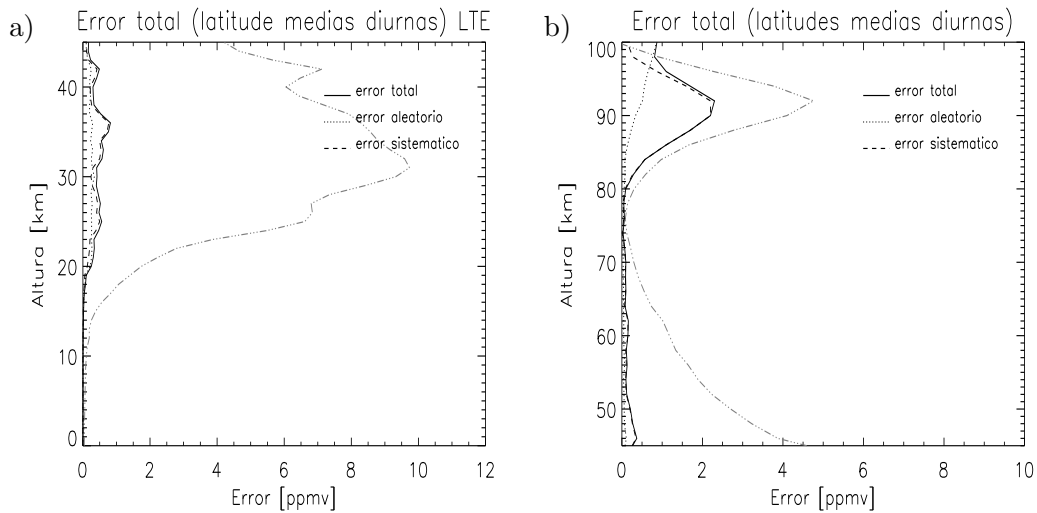 a)
Error total (latitude medias diurnas) LTE
Altura [km]
40
30
20
10
0
error total
error aleatorio
error sistematico
0 2 4 6 8 10 12
Error [ppmv]
b)
Error total (latitudes medias diurnas)
Altura [km]
100
90
80
70
60
50
error total
error aleatorio
error sistematico
0 2 4 6 8 10
Error [ppmv]